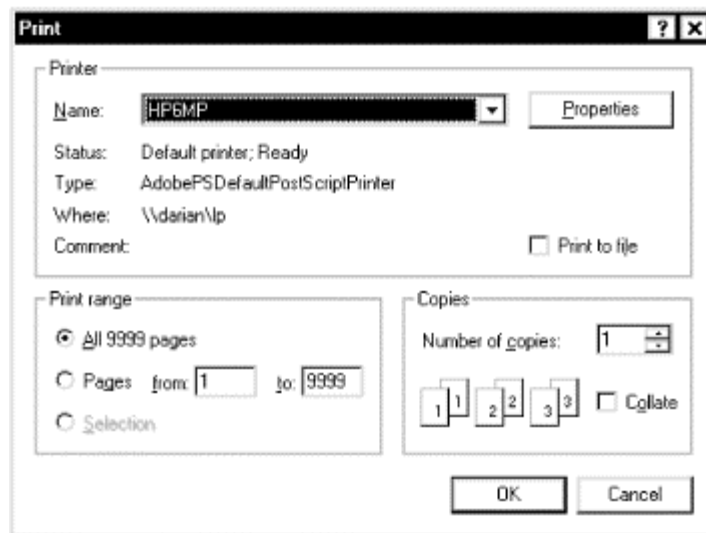 Print
Printer
Name: HP6MP Properties
Status: Default printer; Ready
Type: AdobePSDefaultPostScriptPrinter
Where: \\darian\lp
Comment: Print to file
Print range
All 9999 pages
Pages from: 1 to: 9999
Selection
Copies
Number of copies: 1
1 1 2 2 3 3 Collate
OK Cancel